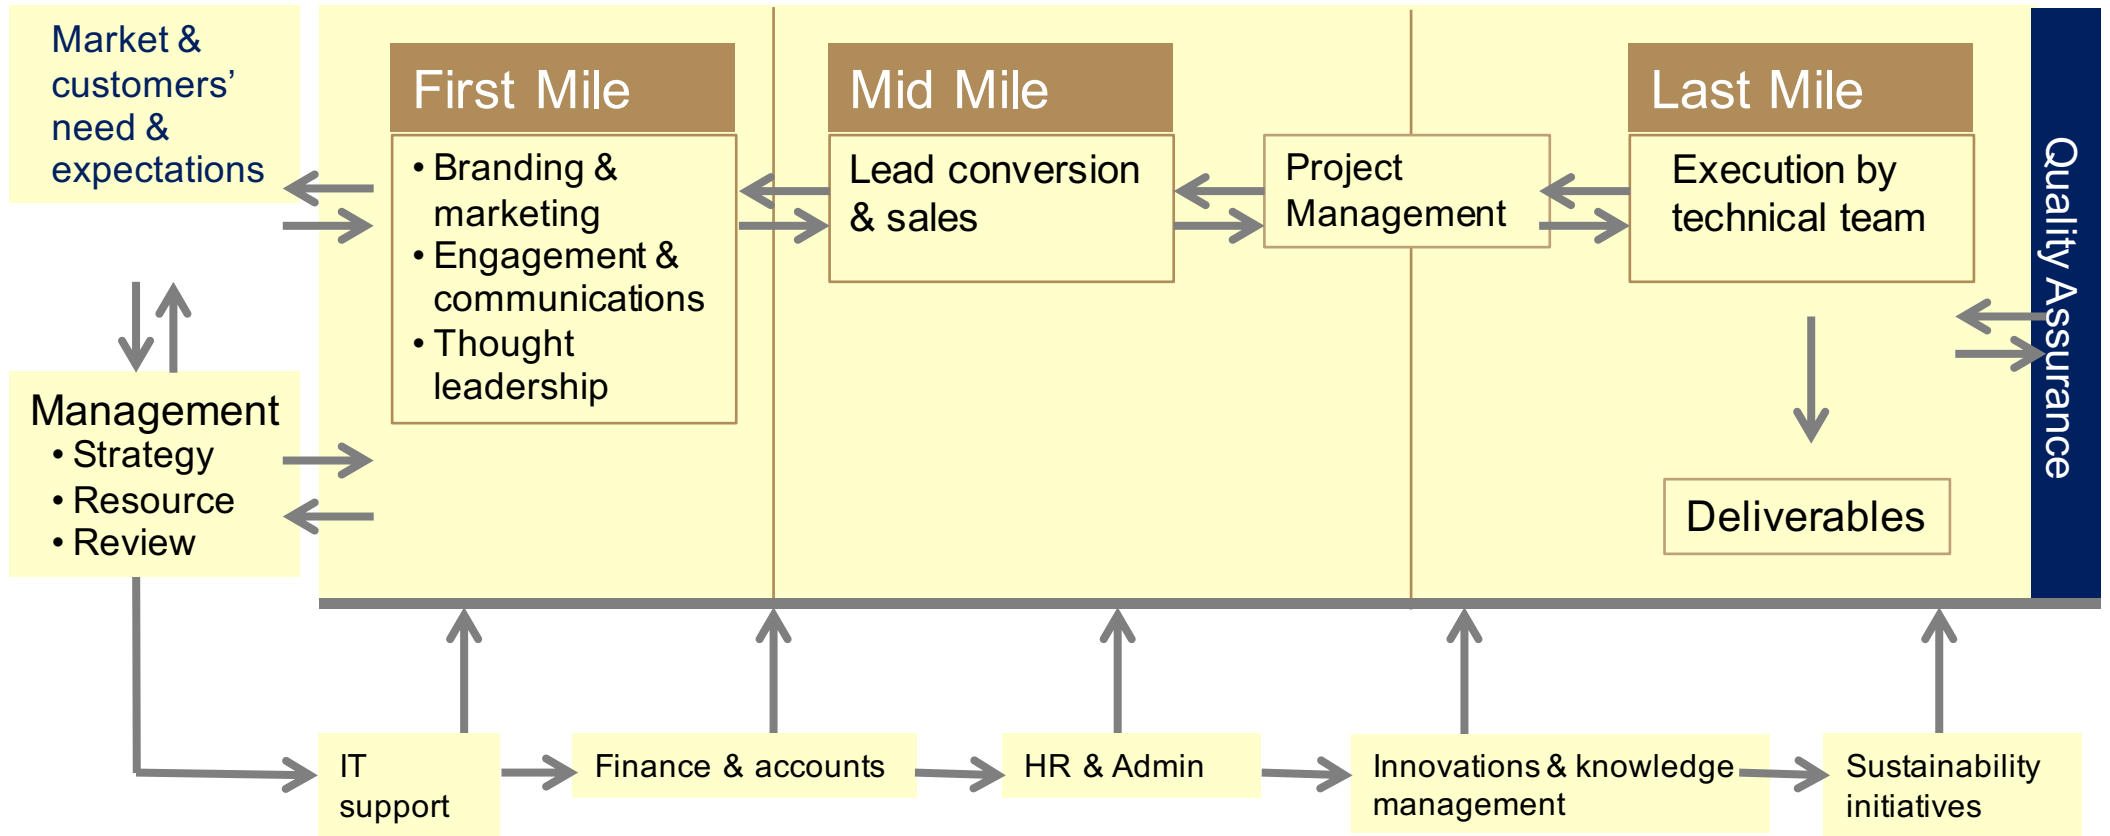 Market &
customers’
need &
expectations
First Mile
• Branding &
marketing
• Engagement &
communications
• Thought
leadership
Mid Mile
Lead conversion
& sales
Project
Management
Last Mile
Execution by
technical team
Deliverables
Quality Assurance
Management
• Strategy
• Resource
• Review
IT
support
Finance & accounts
HR & Admin
Innovations & knowledge
management
Sustainability
initiatives